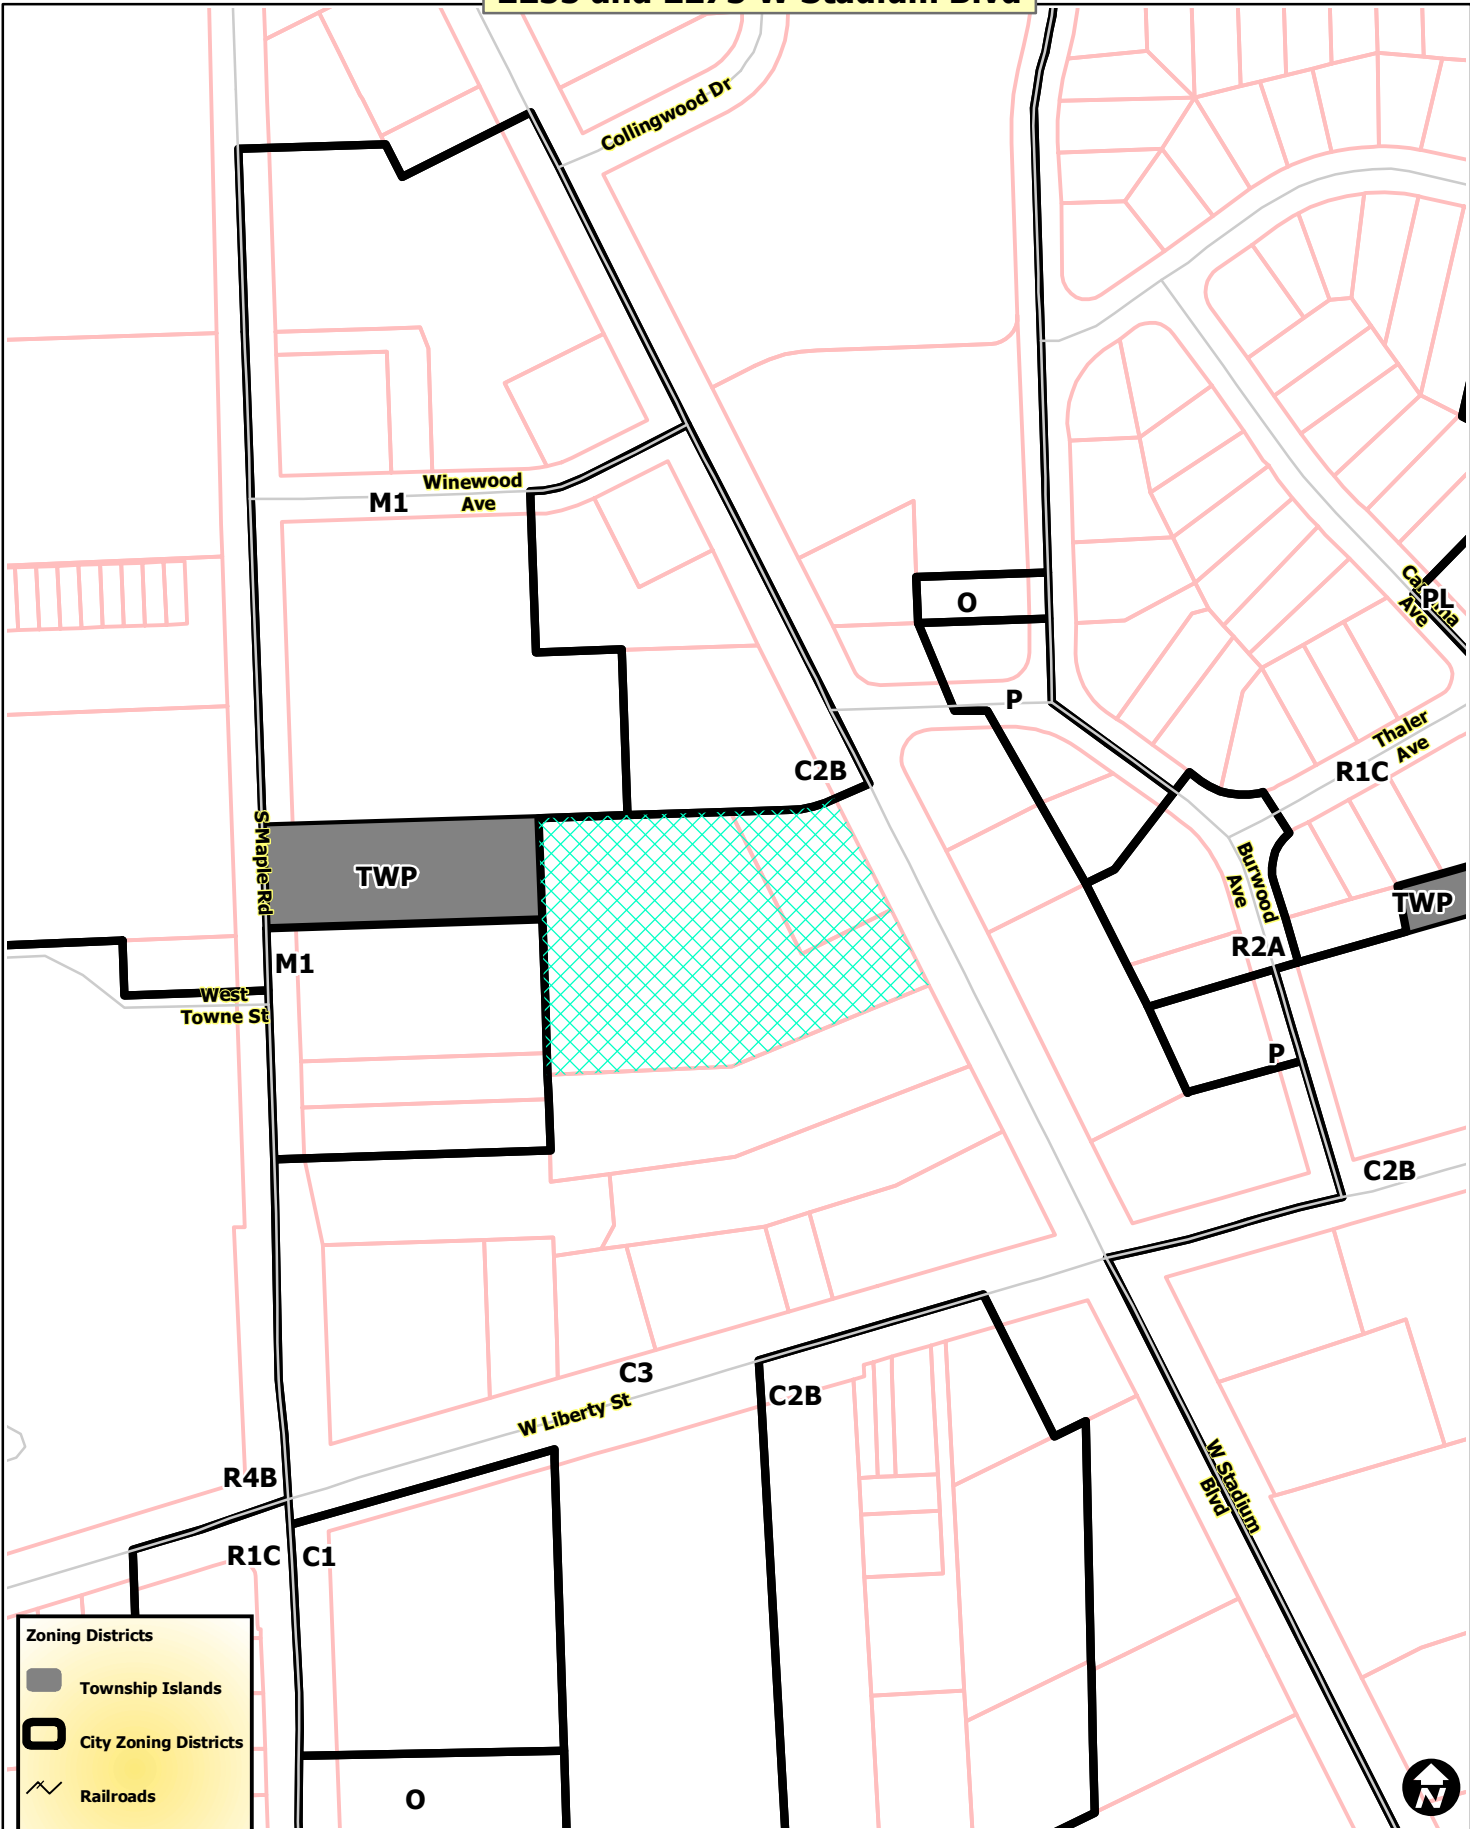 Collingwood Dr
Winewood
Ave
M1
O
PL
Ave
P
Thaler
Ave
R1C
C2B
S Maple Rd
TWP
Burwood
Ave
TWP
R2A
M1
West
Towne St
P
C2B
C3
C2B
W Liberty St
W Stadium
Blvd
R4B
R1C
C1
Zoning Districts
Township Islands
City Zoning Districts
Railroads
O
N